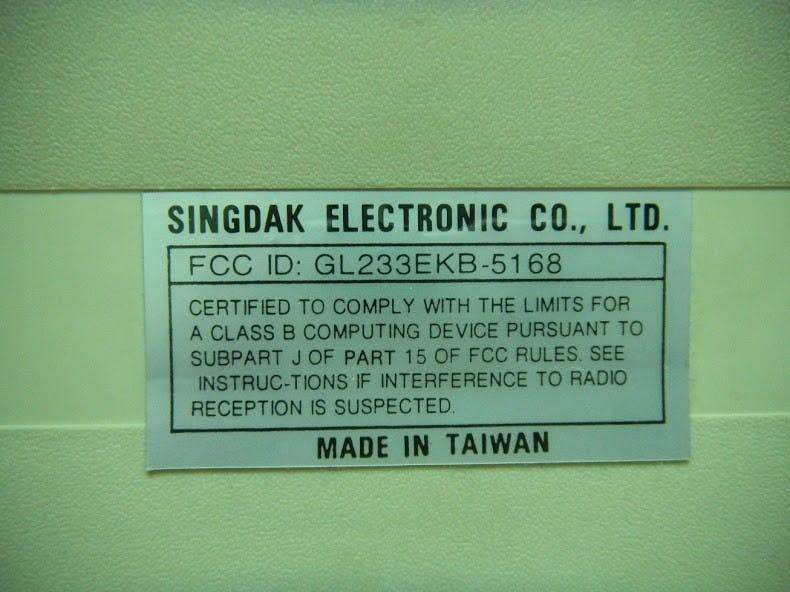 SINGDAK ELECTRONIC CO., LTD.
FCC ID: GL233EKB-5168
CERTIFIED TO COMPLY WITH THE LIMITS FOR
A CLASS B COMPUTING DEVICE PURSUANT TO
SUBPART J OF PART 15 OF FCC RULES. SEE
INSTRUC-TIONS IF INTERFERENCE TO RADIO
RECEPTION IS SUSPECTED.
MADE IN TAIWAN